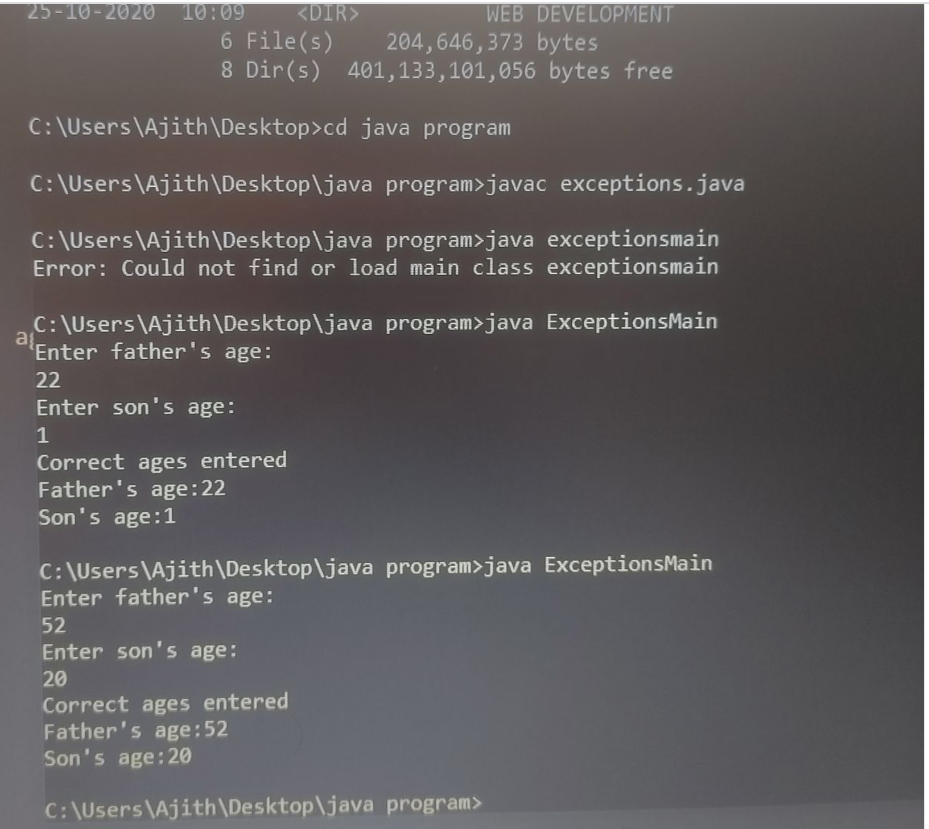 25-10-2020  10:09    <DIR>          WEB DEVELOPMENT
6 File(s)    204,646,373 bytes
8 Dir(s)  401,133,101,056 bytes free
C:\Users\Ajith\Desktop>cd java program
C:\Users\Ajith\Desktop\java program>javac exceptions.java
C:\Users\Ajith\Desktop\java program>java exceptionsmain
Error: Could not find or load main class exceptionsmain
C:\Users\Ajith\Desktop\java program>java ExceptionsMain
Enter father's age:
22
Enter son's age:
1
Correct ages entered
Father's age:22
Son's age:1
C:\Users\Ajith\Desktop\java program>java ExceptionsMain
Enter father's age:
52
Enter son's age:
20
Correct ages entered
Father's age:52
Son's age:20
C:\Users\Ajith\Desktop\java program>